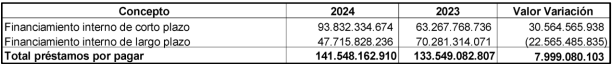 Concepto 2024 2023 Valor Variación
Financiamiento interno de corto plazo 93.832.334.674 63.267.768.736 30.564.565.938
Financiamiento interno de largo plazo 47.715.828.236 70.281.314.071 (22.565.485.835)
Total préstamos por pagar 141.548.162.910 133.549.082.807 7.999.080.103